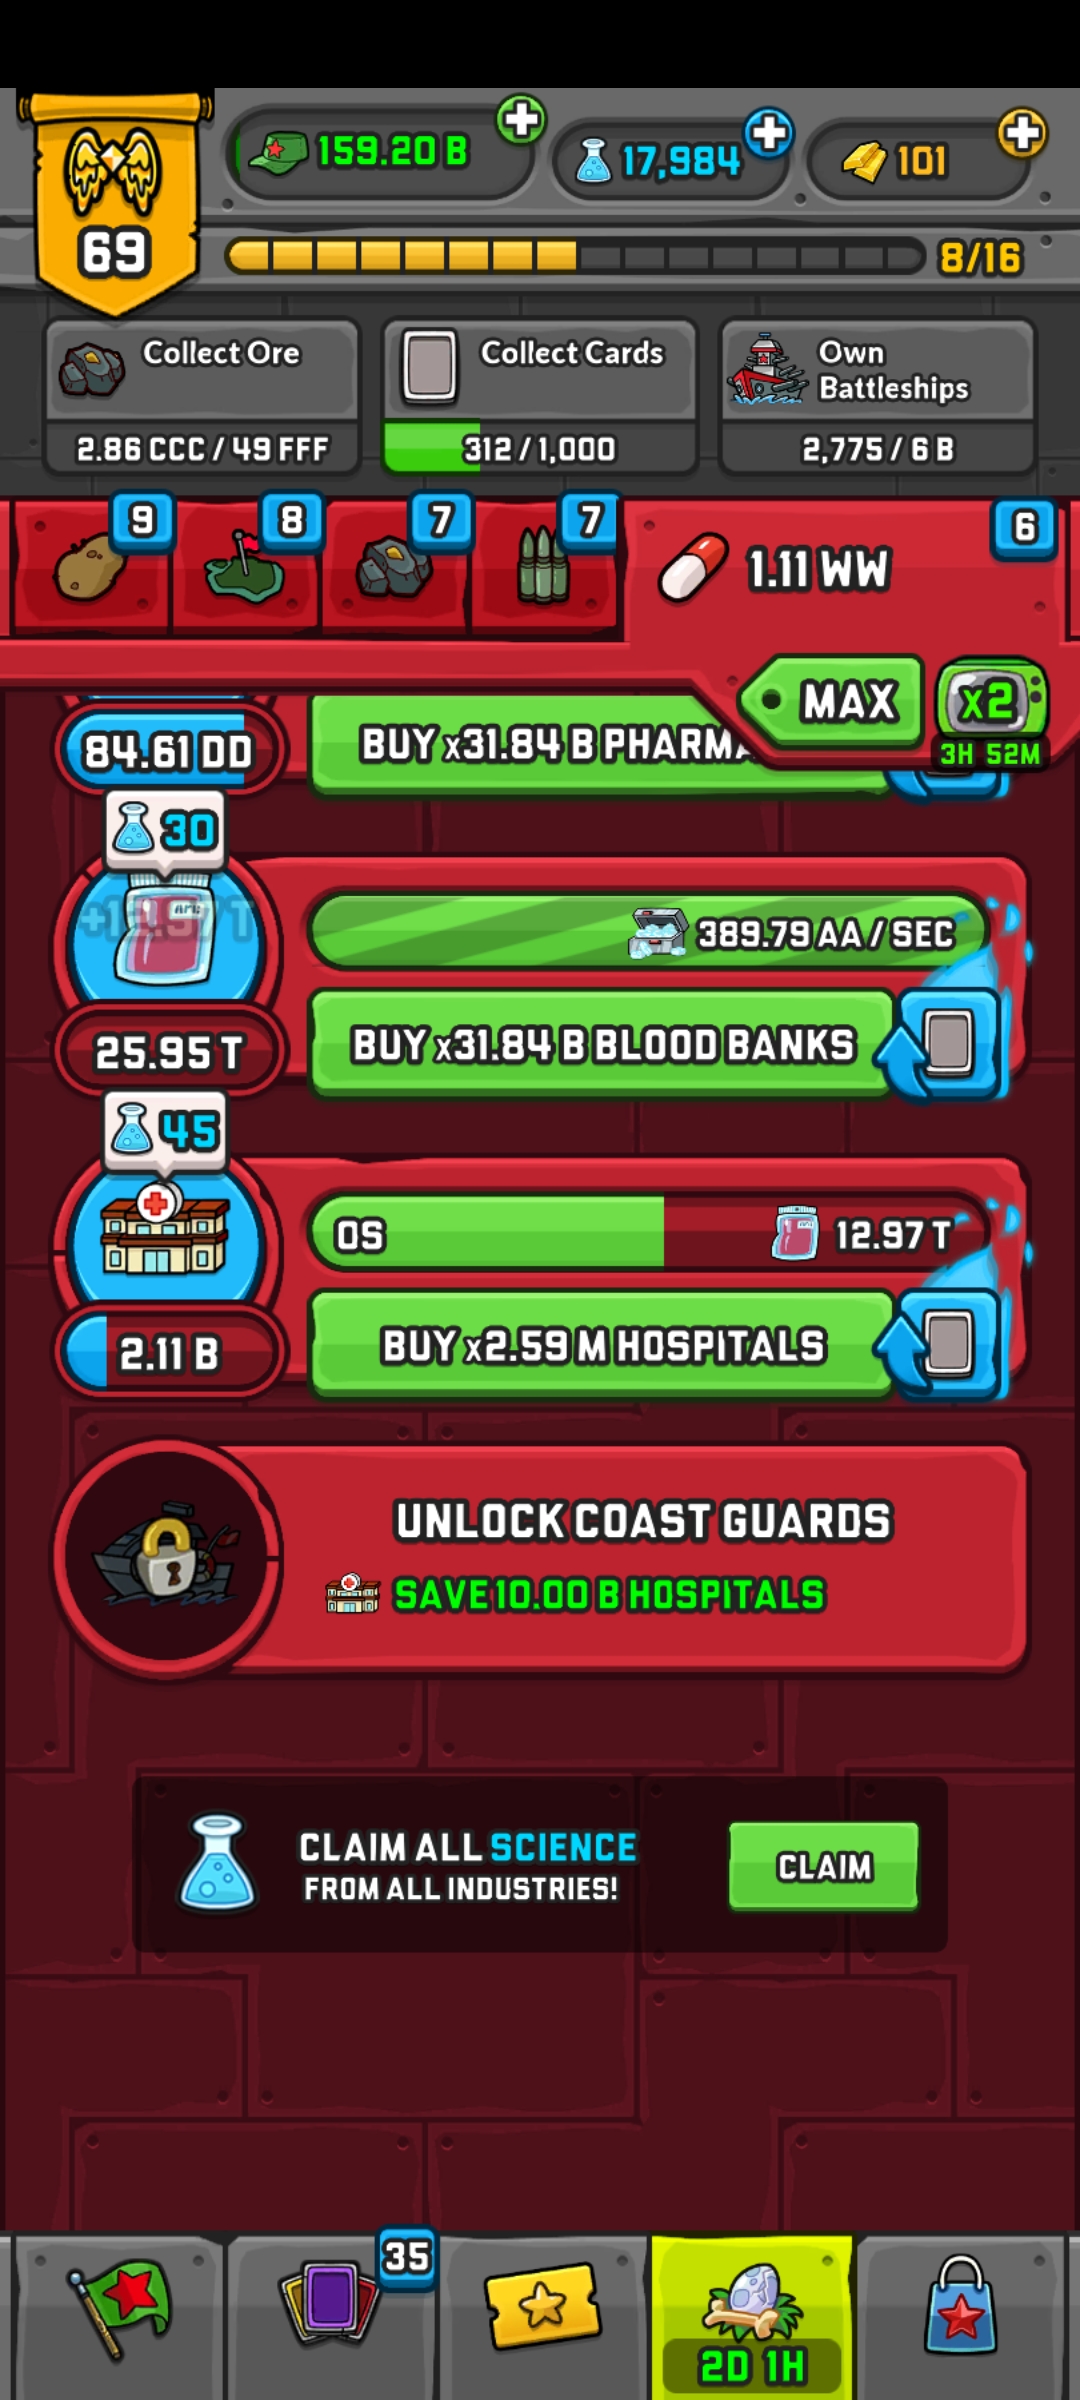 159.20 B
17,984
101
69
8/16
Collect Ore
2.86 CCC / 49 FFF
Collect Cards
312 / 1,000
Own
Battleships
2,775 / 6 B
9
8
7
7
1.11 WW
6
MAX
x2
3H 52M
84.61 DD
BUY x31.84 B PHARMA
30
+12.97 T
389.79 AA / SEC
25.95 T
BUY x31.84 B BLOOD BANKS
45
0S
12.97 T
2.11 B
BUY x2.59 M HOSPITALS
UNLOCK COAST GUARDS
SAVE 10.00 B HOSPITALS
CLAIM ALL SCIENCE
FROM ALL INDUSTRIES!
CLAIM
35
2D 1H